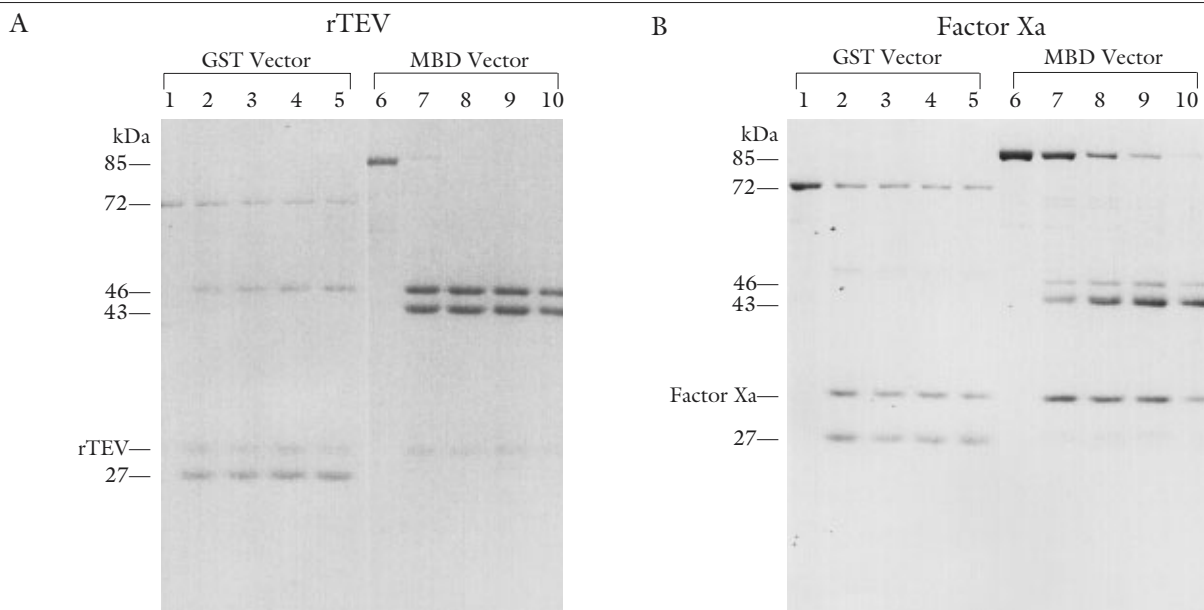 A
rTEV
GST Vector
MBD Vector
1 2 3 4 5 6 7 8 9 10
kDa
85
72
46
43
rTEV
27
B
Factor Xa
GST Vector
MBD Vector
1 2 3 4 5 6 7 8 9 10
kDa
85
72
46
43
Factor Xa
27